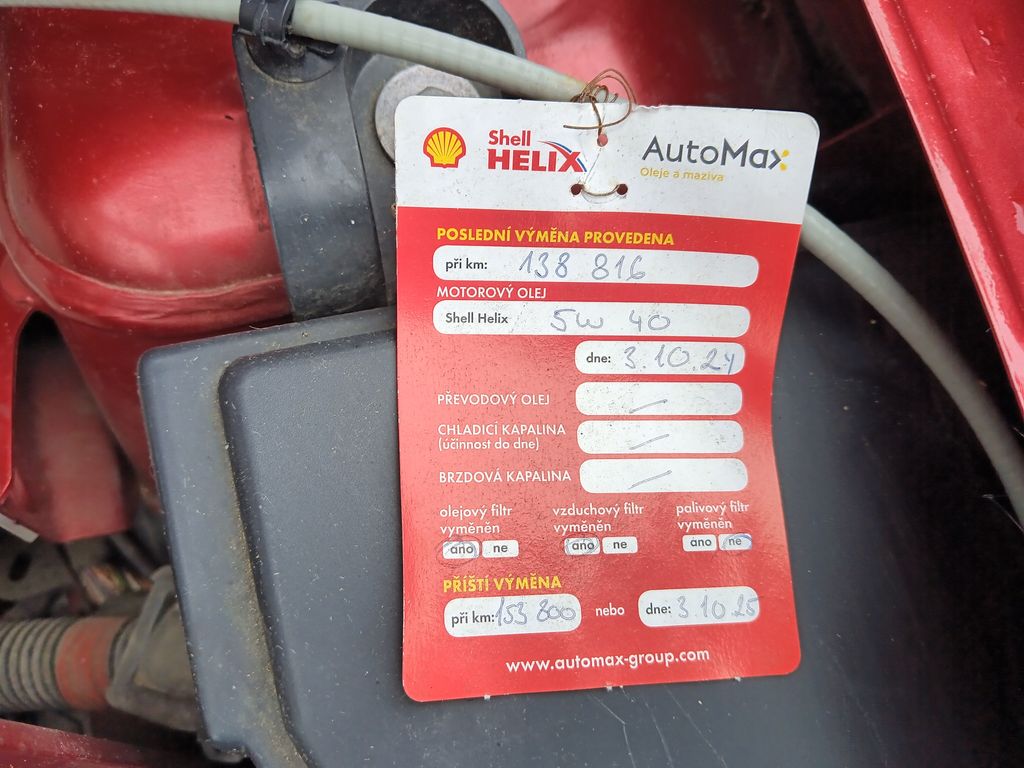 Shell
HELIX
AutoMax
Oleje a maziva
POSLEDNÍ VÝMĚNA PROVEDENA
při km: 138 816
MOTOROVÝ OLEJ
Shell Helix 5W 40
dne: 3.10.24
PŘEVODOVÝ OLEJ —
CHLADICÍ KAPALINA
(účinnost do dne) —
BRZDOVÁ KAPALINA —
olejový filtr vzduchový filtr palivový filtr
vyměněn vyměněn vyměněn
ano ne ano ne ano ne
PŘÍŠTÍ VÝMĚNA
při km: 153 800 nebo dne: 3.10.25
www.automax-group.com